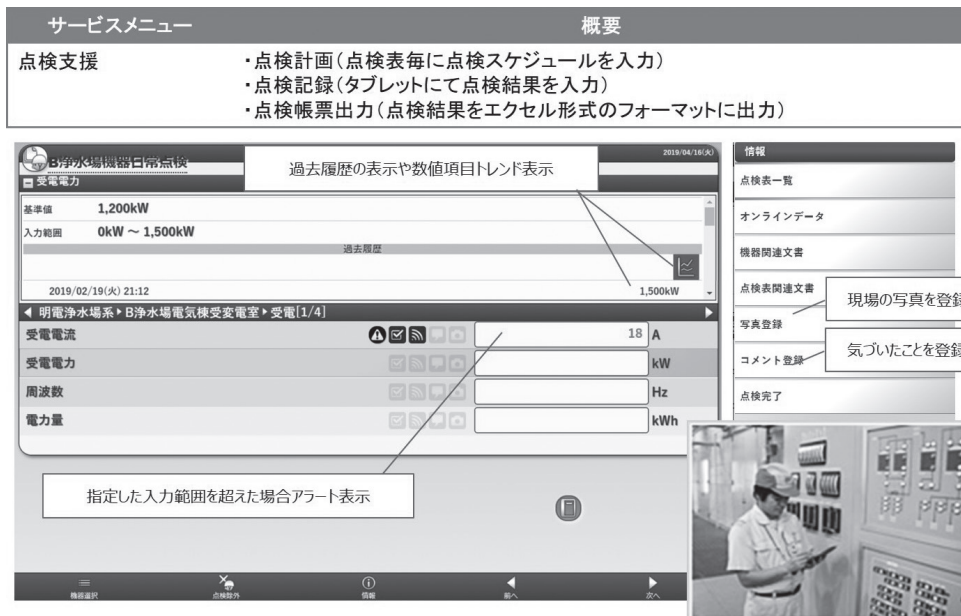 サービスメニュー
概要
点検支援
・点検計画(点検表毎に点検スケジュールを入力)
・点検記録(タブレットにて点検結果を入力)
・点検帳票出力(点検結果をエクセル形式のフォーマットに出力)
B浄水場機器日常点検
2019/04/16(火)
過去履歴の表示や数値項目トレンド表示
受電電力
基準値 1,200kW
入力範囲 0kW ～ 1,500kW
過去履歴
2019/02/19(火) 21:12 1,500kW
明電浄水場系 B浄水場電気棟受変電室 受電[1/4]
受電電流 18 A
受電電力 kW
周波数 Hz
電力量 kWh
指定した入力範囲を超えた場合アラート表示
機器選択
点検除外
情報
前へ
次へ
情報
点検表一覧
オンラインデータ
機器関連文書
点検表関連文書
現場の写真を登録
写真登録
気づいたことを登録
コメント登録
点検完了